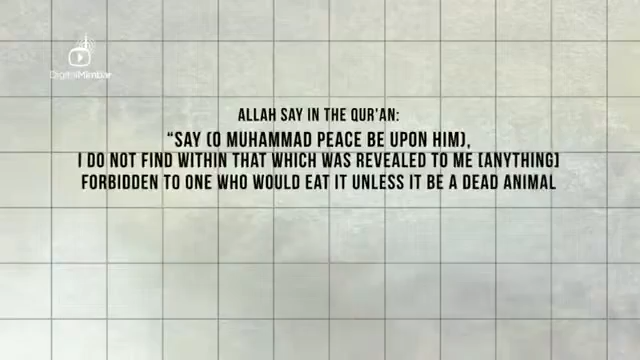 DigitalMimbar
ALLAH SAY IN THE QUR'AN:
"SAY (O MUHAMMAD PEACE BE UPON HIM),
I DO NOT FIND WITHIN THAT WHICH WAS REVEALED TO ME [ANYTHING]
FORBIDDEN TO ONE WHO WOULD EAT IT UNLESS IT BE A DEAD ANIMAL